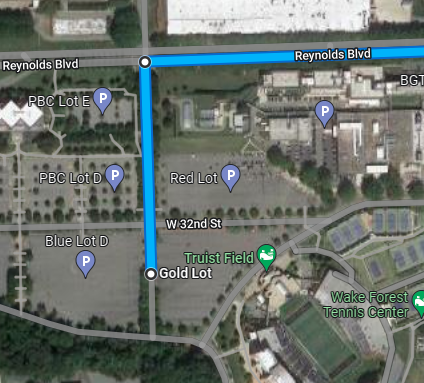 Reynolds Blvd
Reynolds Blvd
PBC Lot E
P
P
BGT
PBC Lot D
P
Red Lot
P
W 32nd St
Blue Lot D
P
Truist Field
Gold Lot
Wake Forest
Tennis Center